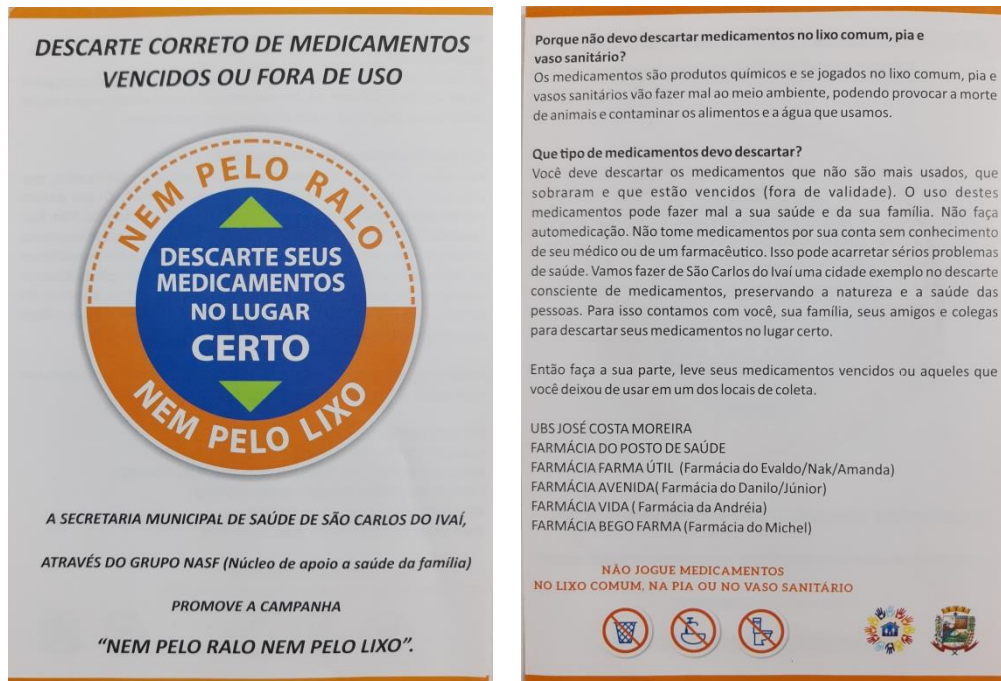 DESCARTE CORRETO DE MEDICAMENTOS
VENCIDOS OU FORA DE USO
NEM PELO RALO
DESCARTE SEUS
MEDICAMENTOS
NO LUGAR
CERTO
NEM PELO LIXO
A SECRETARIA MUNICIPAL DE SAÚDE DE SÃO CARLOS DO IVAÍ,
ATRAVÉS DO GRUPO NASF (Núcleo de apoio a saúde da família)
PROMOVE A CAMPANHA
“NEM PELO RALO NEM PELO LIXO”.
Porque não devo descartar medicamentos no lixo comum, pia e
vaso sanitário?
Os medicamentos são produtos químicos e se jogados no lixo comum, pia e
vasos sanitários vão fazer mal ao meio ambiente, podendo provocar a morte
de animais e contaminar os alimentos e a água que usamos.
Que tipo de medicamentos devo descartar?
Você deve descartar os medicamentos que não são mais usados, que
sobraram e que estão vencidos (fora de validade). O uso destes
medicamentos pode fazer mal a sua saúde e da sua família. Não faça
automedicação. Não tome medicamentos por sua conta sem conhecimento
de seu médico ou de um farmacêutico. Isso pode acarretar sérios problemas
de saúde. Vamos fazer de São Carlos do Ivaí uma cidade exemplo no descarte
consciente de medicamentos, preservando a natureza e a saúde das
pessoas. Para isso contamos com você, sua família, seus amigos e colegas
para descartar seus medicamentos no lugar certo.
Então faça a sua parte, leve seus medicamentos vencidos ou aqueles que
você deixou de usar em um dos locais de coleta.
UBS JOSÉ COSTA MOREIRA
FARMÁCIA DO POSTO DE SAÚDE
FARMÁCIA FARMA ÚTIL (Farmácia do Evaldo/Nak/Amanda)
FARMÁCIA AVENIDA( Farmácia do Danilo/Júnior)
FARMÁCIA VIDA ( Farmácia da Andréia)
FARMÁCIA BEGO FARMA (Farmácia do Michel)
NÃO JOGUE MEDICAMENTOS
NO LIXO COMUM, NA PIA OU NO VASO SANITÁRIO